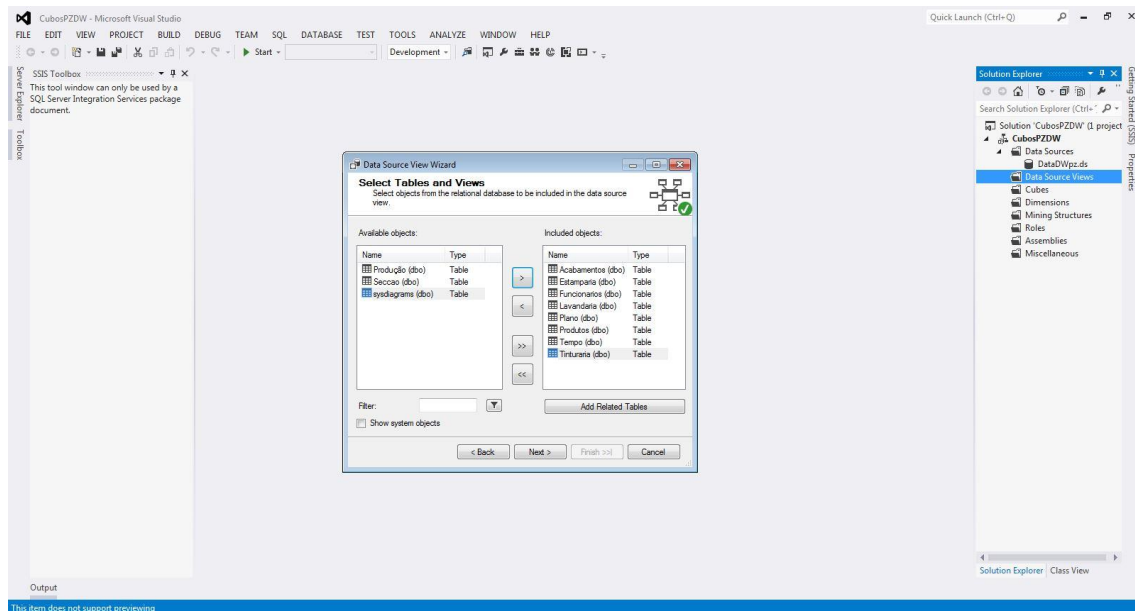 CubosPZDW - Microsoft Visual Studio
Quick Launch (Ctrl+Q)
FILE EDIT VIEW PROJECT BUILD DEBUG TEAM SQL DATABASE TEST TOOLS ANALYZE WINDOW HELP
Start
Development
Server Explorer
Toolbox
SSIS Toolbox
This tool window can only be used by a
SQL Server Integration Services package
document.
Data Source View Wizard
Select Tables and Views
Select objects from the relational database to be included in the data source
view.
Available objects:
Name Type
Produção (dbo) Table
Seccao (dbo) Table
sysdiagrams (dbo) Table
>
<
>>
<<
Included objects:
Name Type
Acabamentos (dbo) Table
Estamparia (dbo) Table
Funcionarios (dbo) Table
Lavandaria (dbo) Table
Plano (dbo) Table
Produtos (dbo) Table
Tempo (dbo) Table
Tinturaria (dbo) Table
Filter:
Add Related Tables
Show system objects
< Back
Next >
Finish >>|
Cancel
Solution Explorer
Search Solution Explorer (Ctrl+
Solution 'CubosPZDW' (1 project
CubosPZDW
Data Sources
DataDWpz.ds
Data Source Views
Cubes
Dimensions
Mining Structures
Roles
Assemblies
Miscellaneous
Solution Explorer Class View
Getting Started (SSIS)
Properties
Output
This item does not support previewing